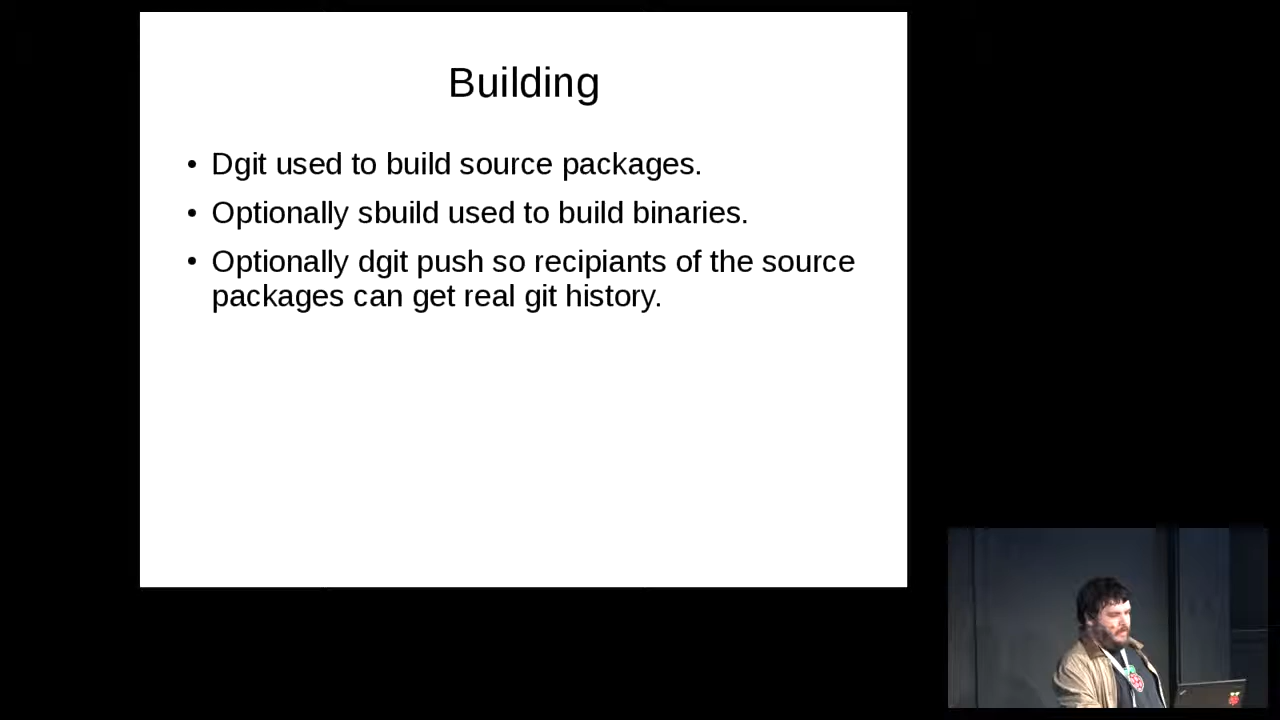 Building
• Dgit used to build source packages.
• Optionally sbuild used to build binaries.
• Optionally dgit push so recipiants of the source
packages can get real git history.